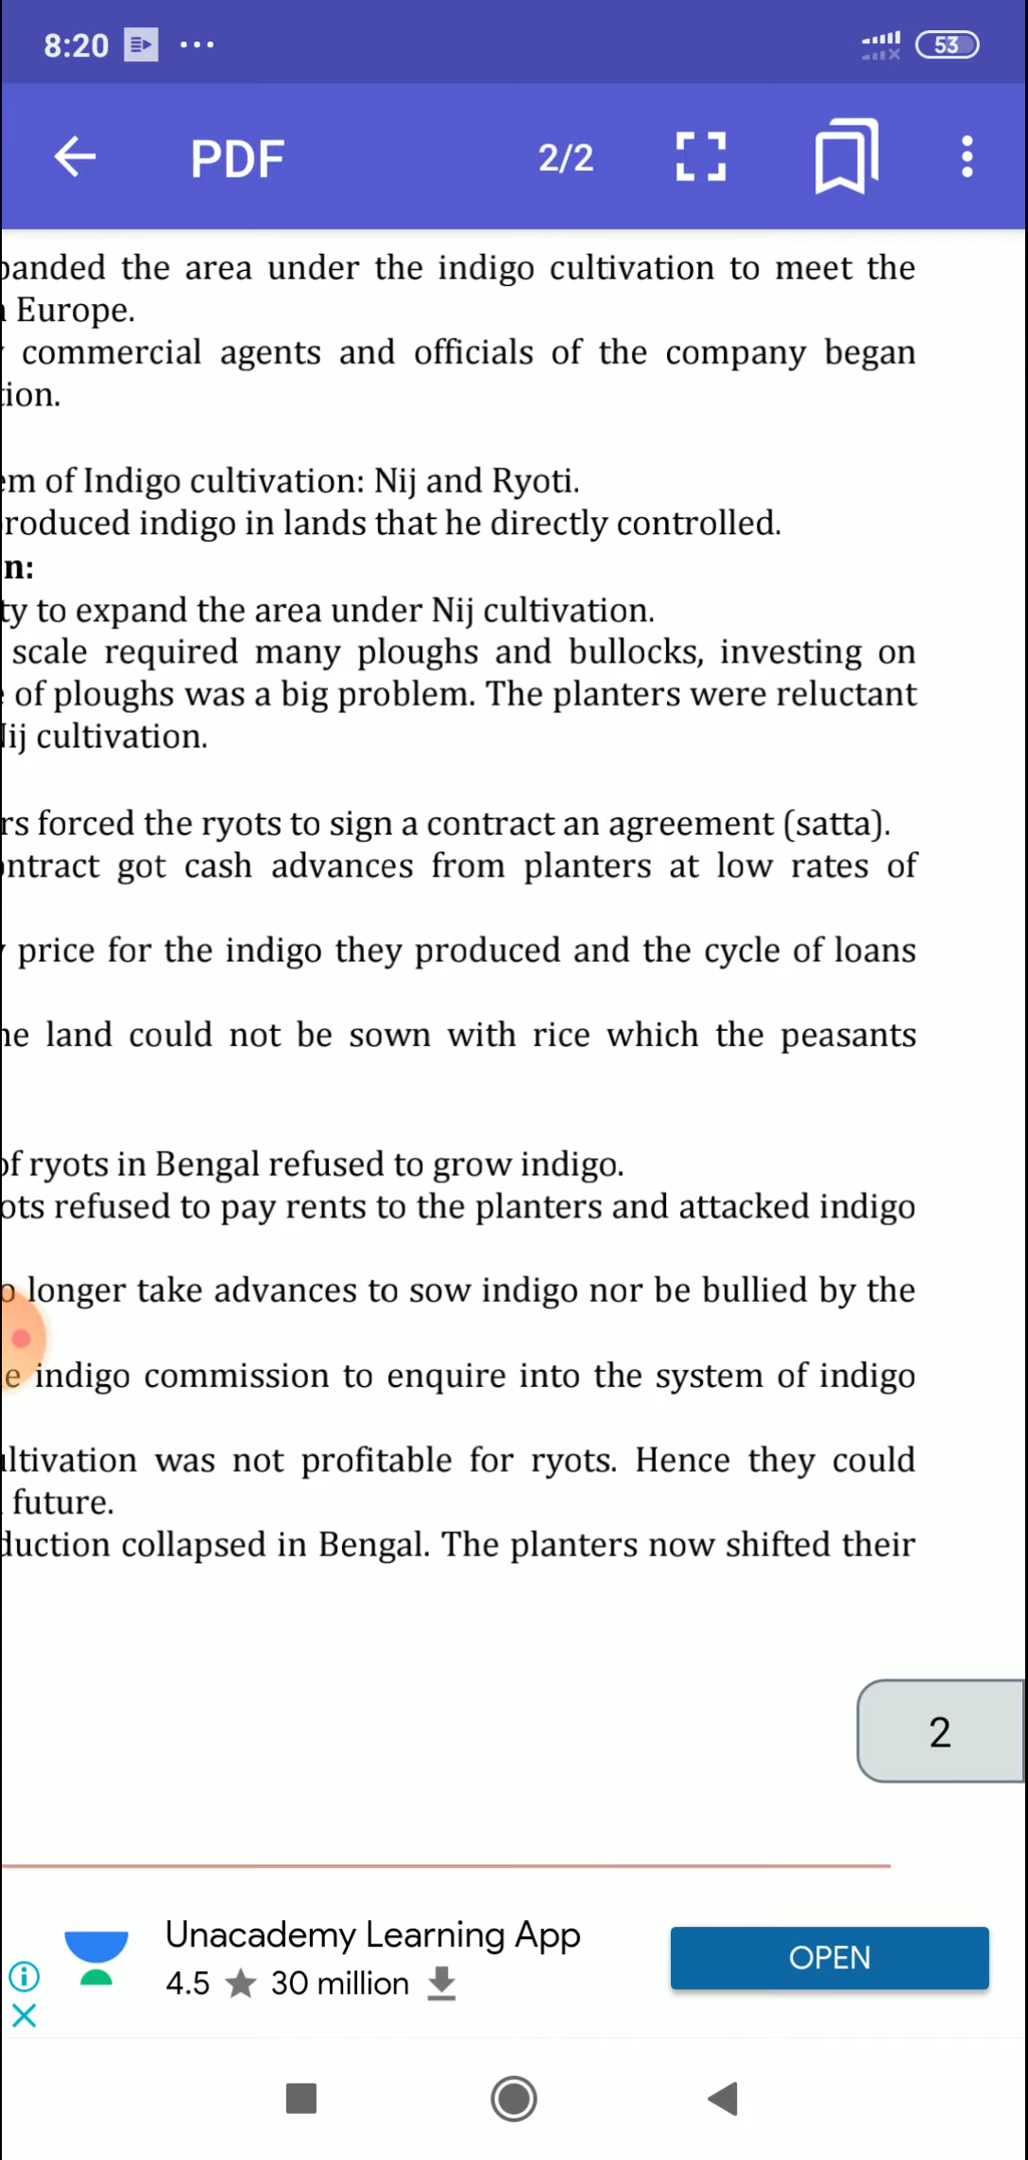 8:20
53
PDF
2/2
panded the area under the indigo cultivation to meet the
Europe.
commercial agents and officials of the company began
tion.
em of Indigo cultivation: Nij and Ryoti.
roduced indigo in lands that he directly controlled.
n:
ty to expand the area under Nij cultivation.
scale required many ploughs and bullocks, investing on
of ploughs was a big problem. The planters were reluctant
Nij cultivation.
rs forced the ryots to sign a contract an agreement (satta).
ontract got cash advances from planters at low rates of
price for the indigo they produced and the cycle of loans
he land could not be sown with rice which the peasants
of ryots in Bengal refused to grow indigo.
ots refused to pay rents to the planters and attacked indigo
o longer take advances to sow indigo nor be bullied by the
e indigo commission to enquire into the system of indigo
ultivation was not profitable for ryots. Hence they could
future.
duction collapsed in Bengal. The planters now shifted their
2
Unacademy Learning App
4.5 ★ 30 million
OPEN